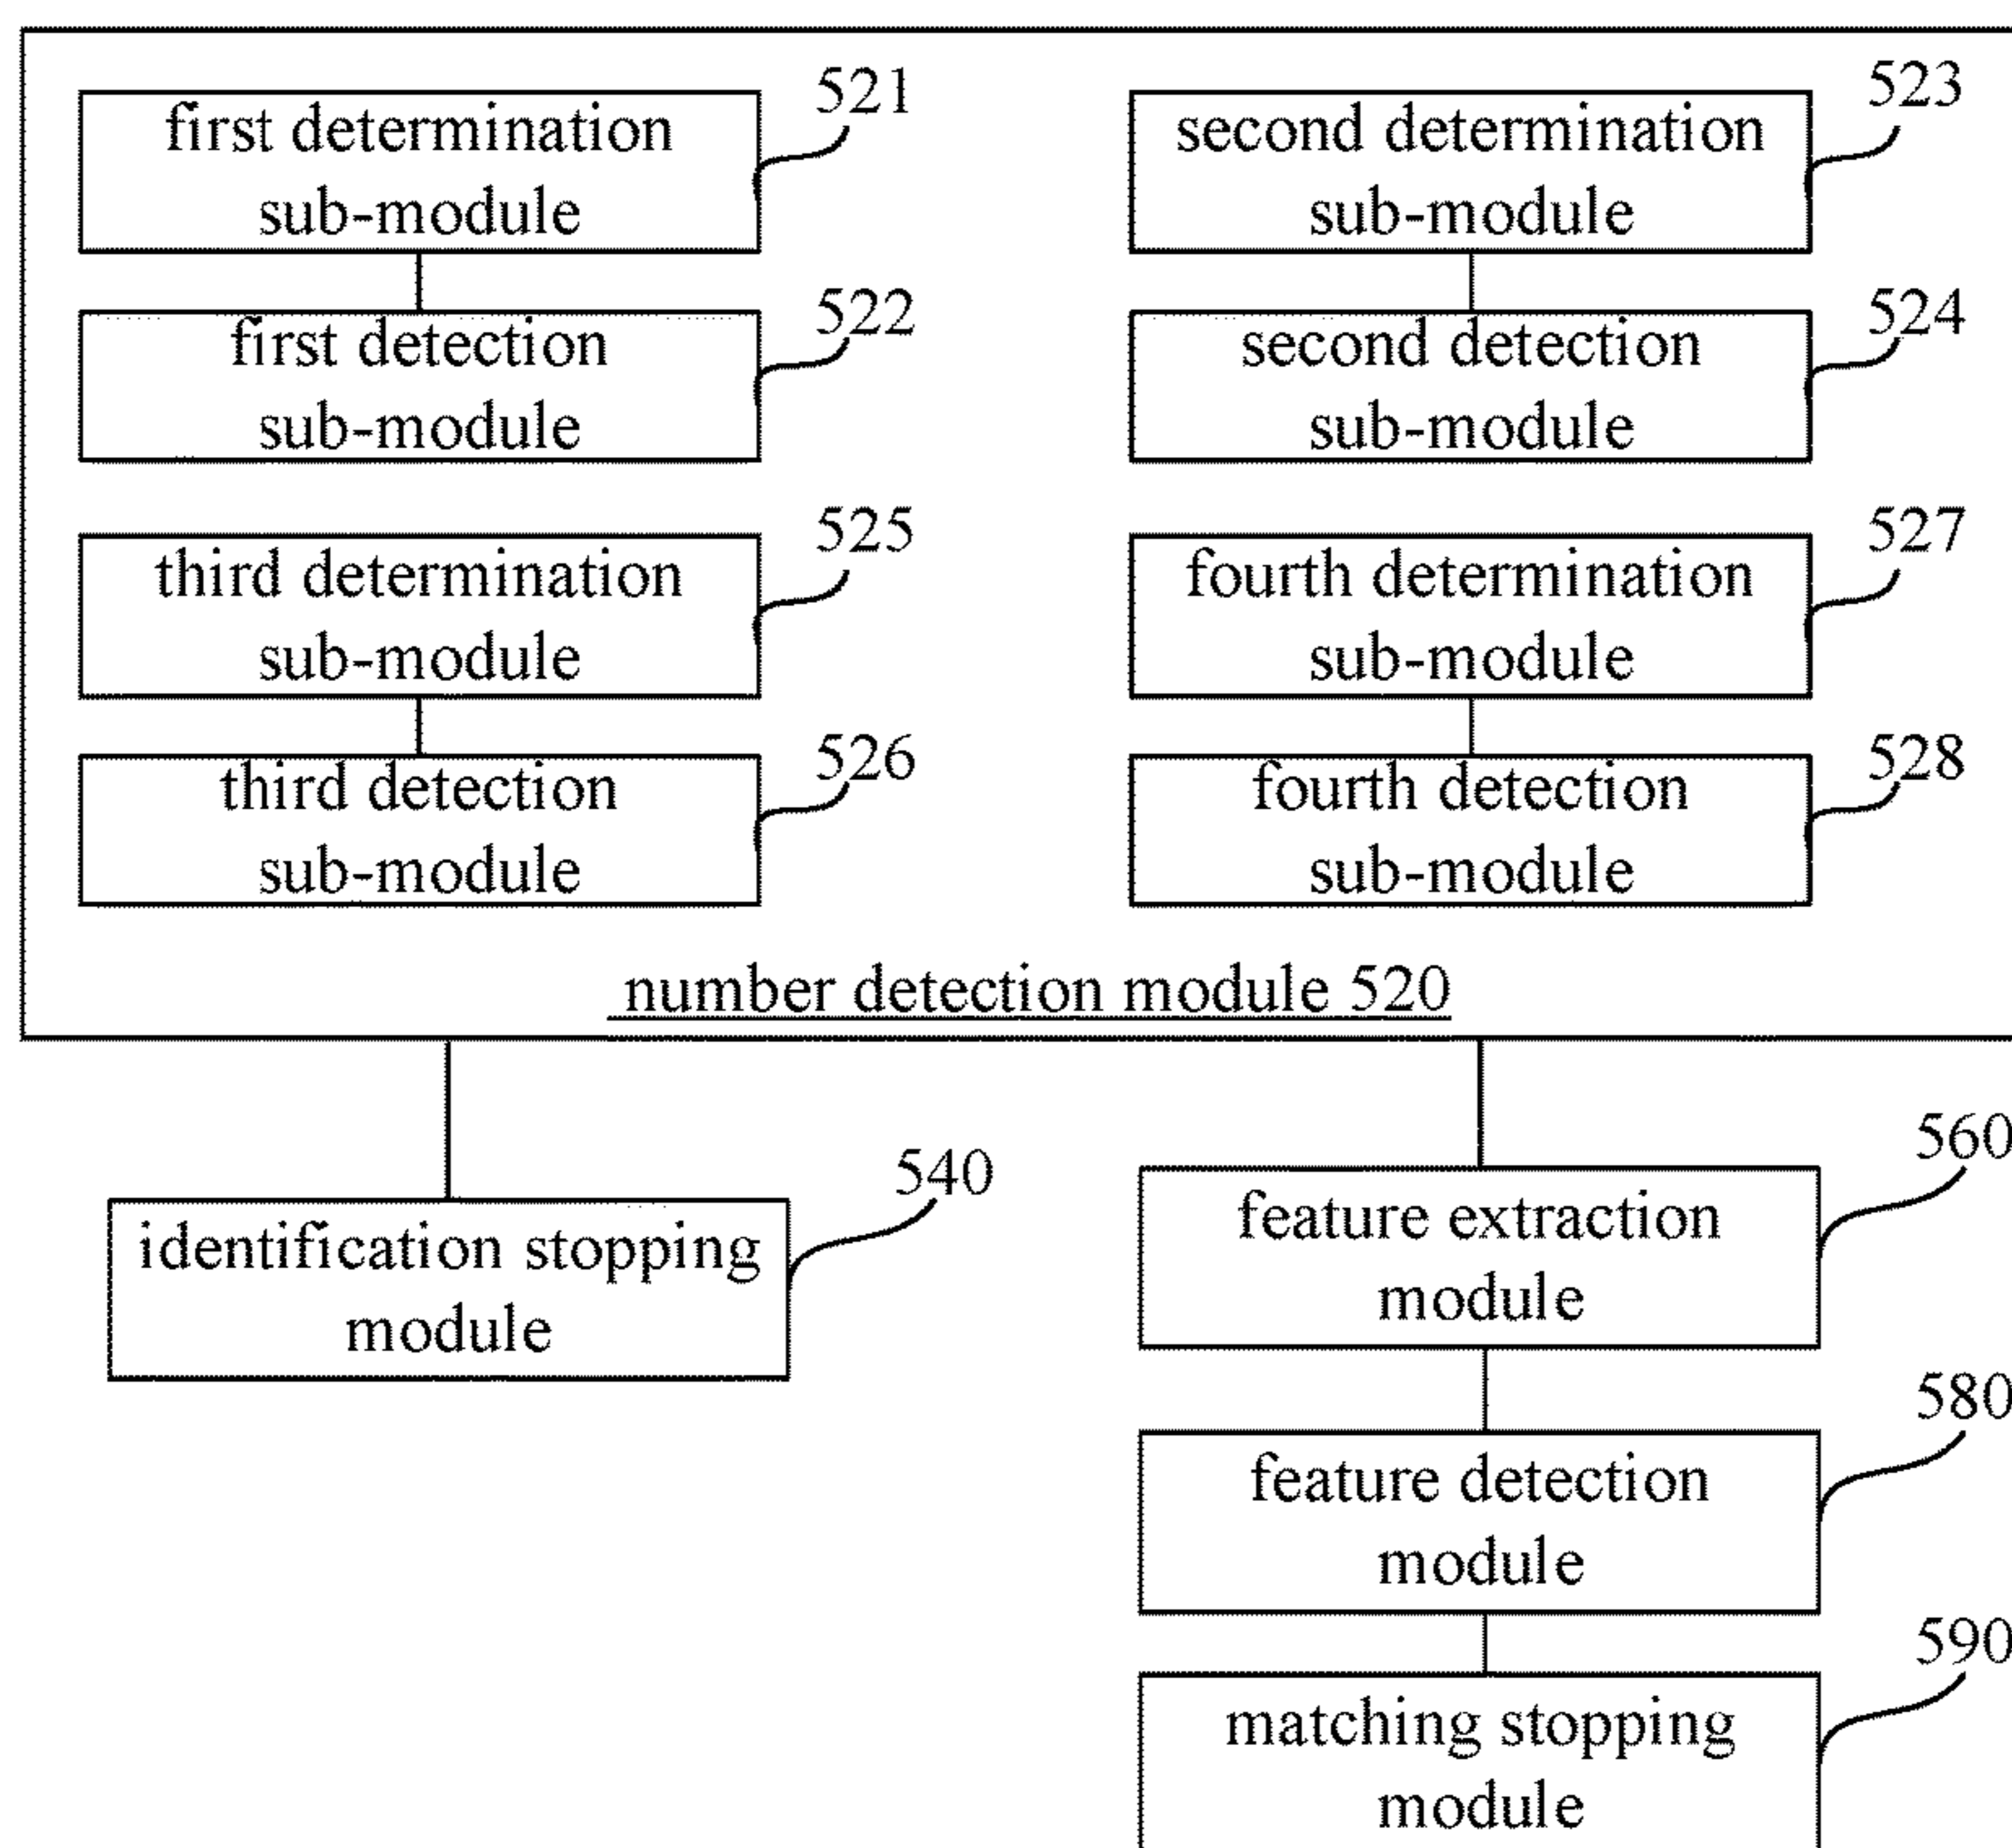 521
first determination
sub-module
523
second determination
sub-module
522
first detection
sub-module
524
second detection
sub-module
525
third determination
sub-module
527
fourth determination
sub-module
526
third detection
sub-module
528
fourth detection
sub-module
number detection module 520
540
identification stopping
module
560
feature extraction
module
580
feature detection
module
590
matching stopping
module